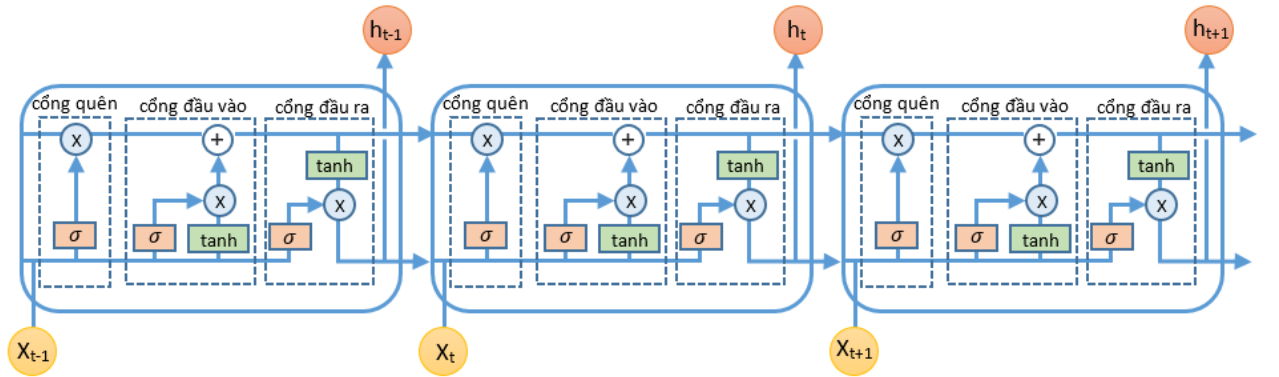 h_{t-1} h_t h_{t+1}
cổng quên cổng đầu vào cổng đầu ra cổng quên cổng đầu vào cổng đầu ra cổng quên cổng đầu vào cổng đầu ra
x + x + x +
tanh tanh tanh
x x x x x x
σ σ tanh σ σ σ tanh σ σ σ tanh σ
X_{t-1} X_t X_{t+1}